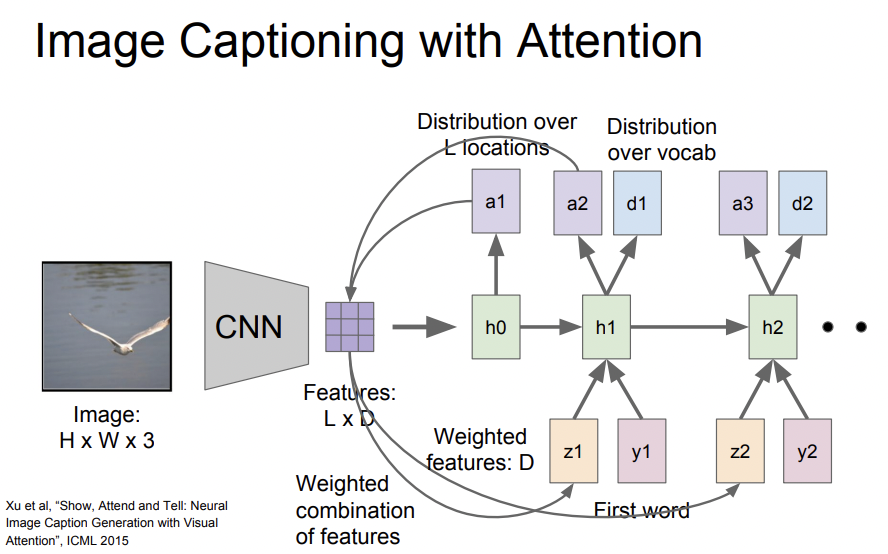 Image Captioning with Attention
Distribution over
L locations
Distribution
over vocab
a1
a2
d1
a3
d2
CNN
h0
h1
h2
Image:
H x W x 3
Features:
L x D
Weighted
features: D
z1
y1
z2
y2
Weighted
combination
of features
First word
Xu et al, “Show, Attend and Tell: Neural
Image Caption Generation with Visual
Attention”, ICML 2015